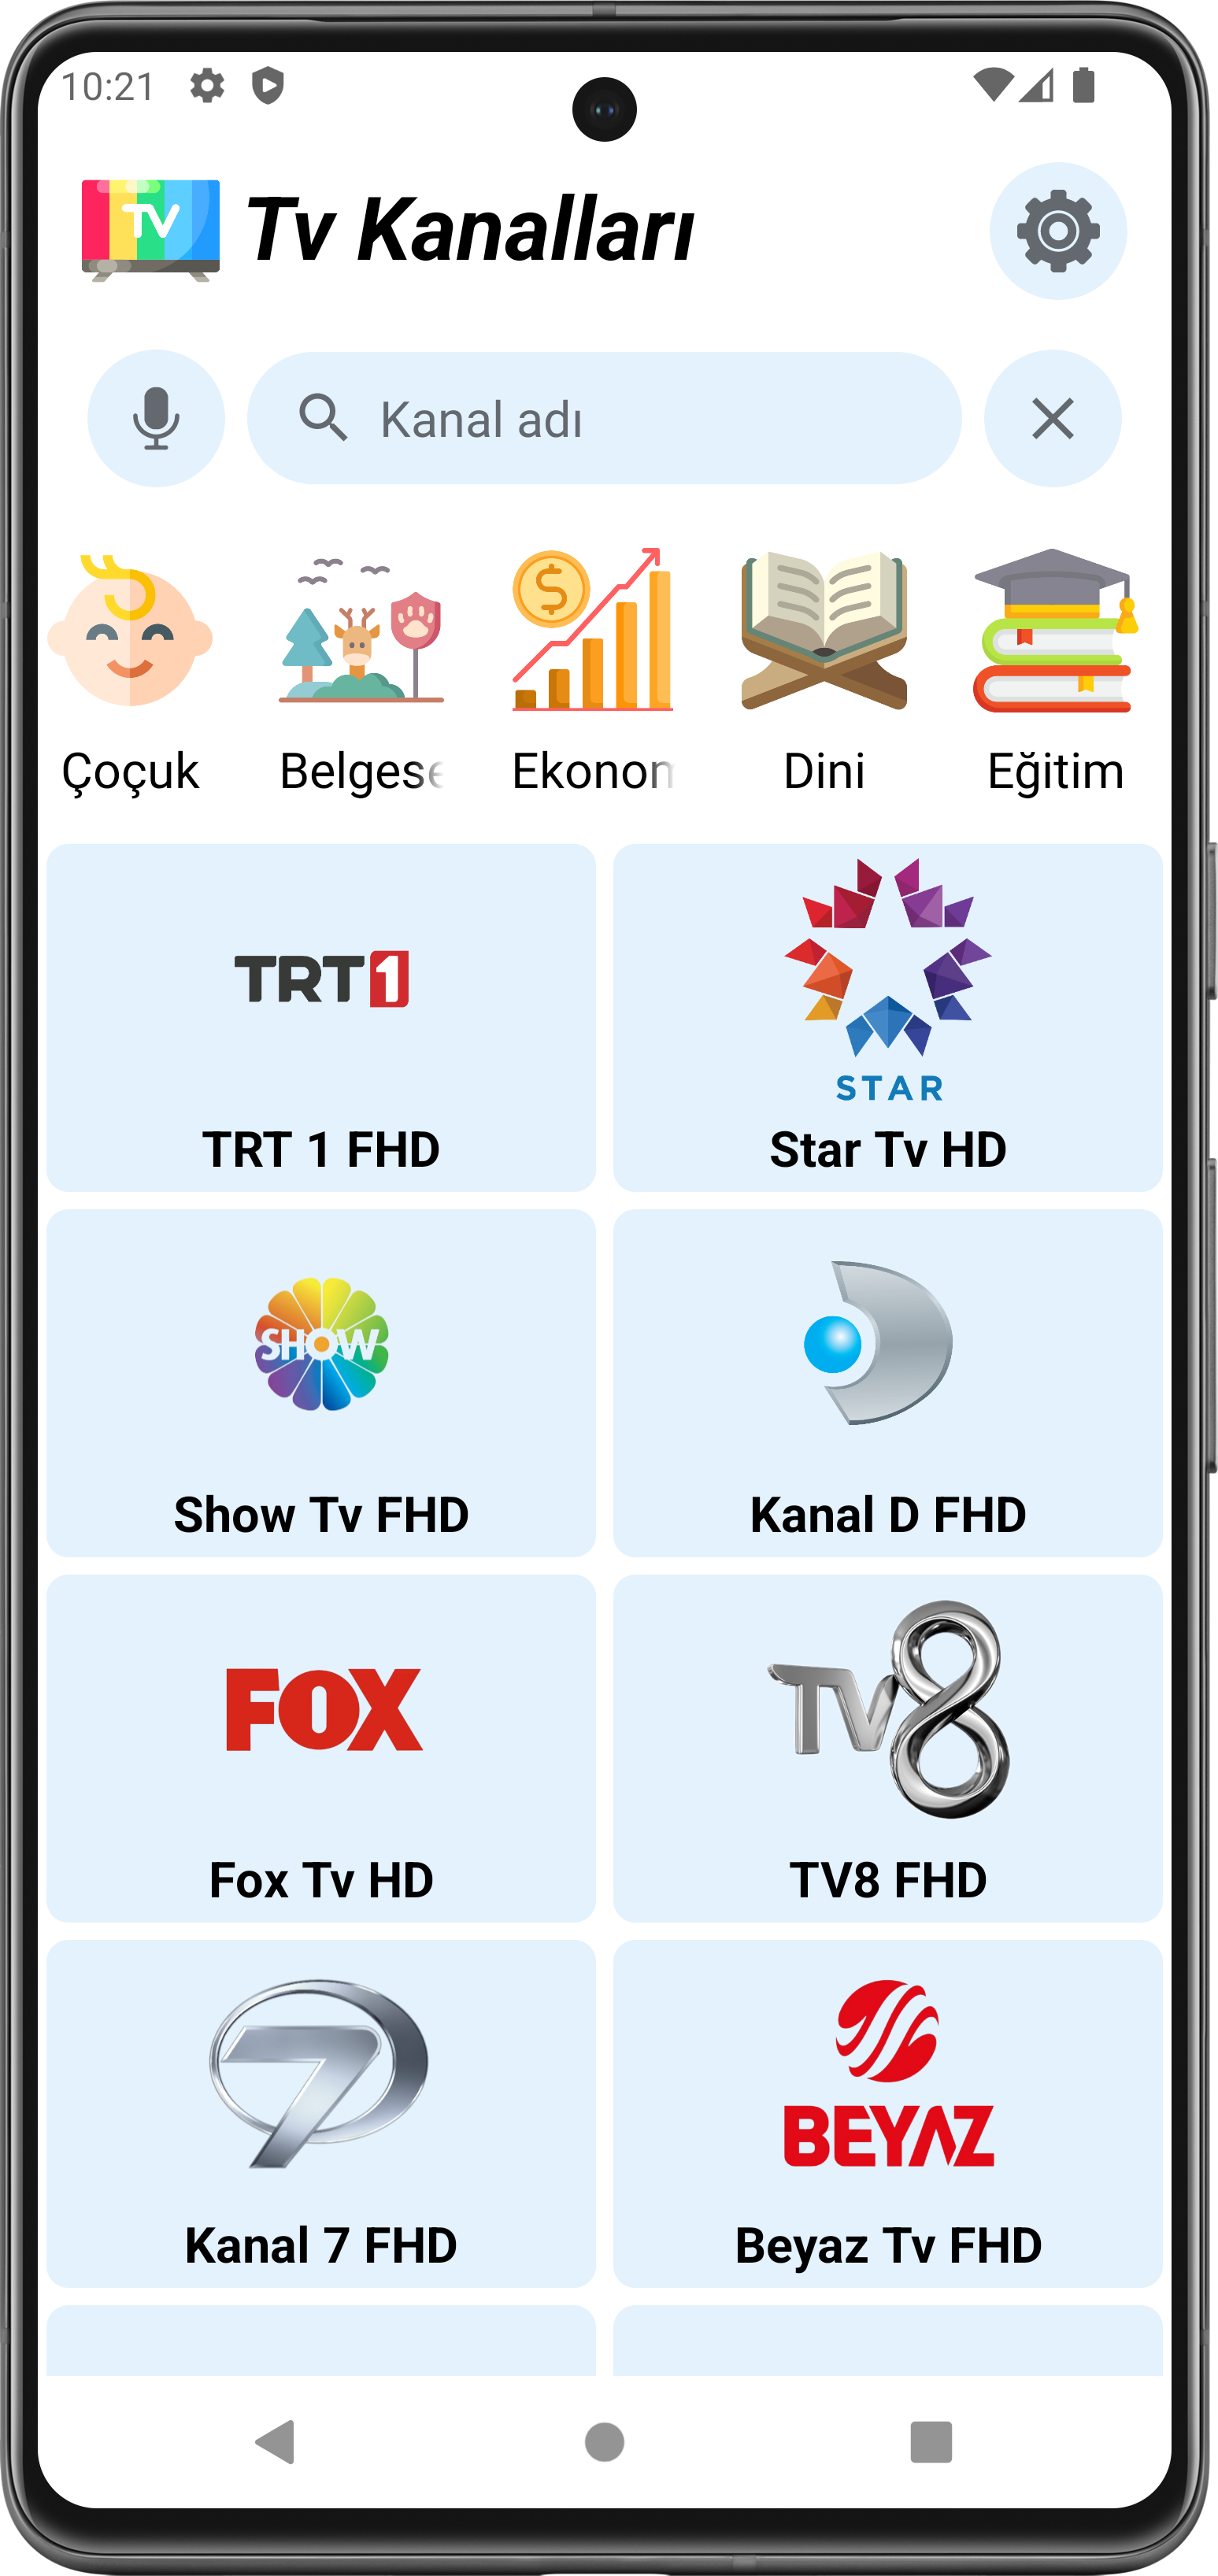 10:21
TV
Tv Kanalları
Kanal adı
Çoçuk
Belgese
Ekonom
Dini
Eğitim
TRT1
STAR
TRT 1 FHD
Star Tv HD
SHOW
Show Tv FHD
Kanal D FHD
FOX
TV8
Fox Tv HD
TV8 FHD
7
BEYAZ
Kanal 7 FHD
Beyaz Tv FHD